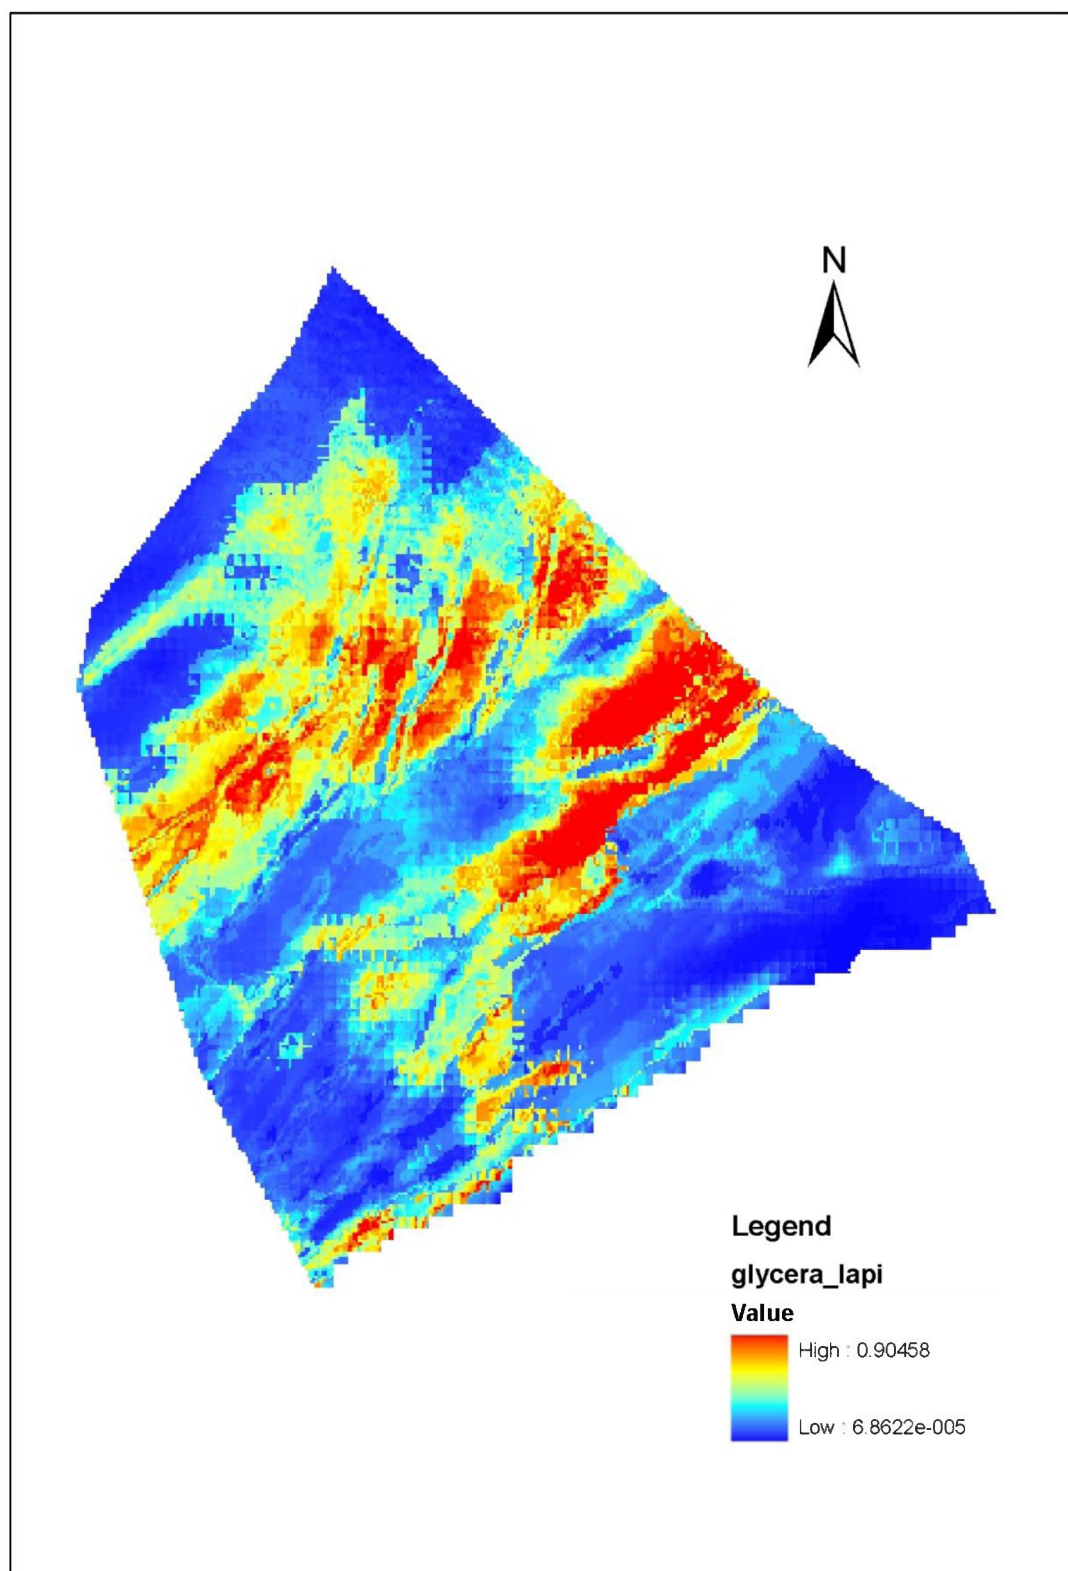 N
Legend
glycera_lapi
Value
High : 0.90458
Low : 6.8622e-005